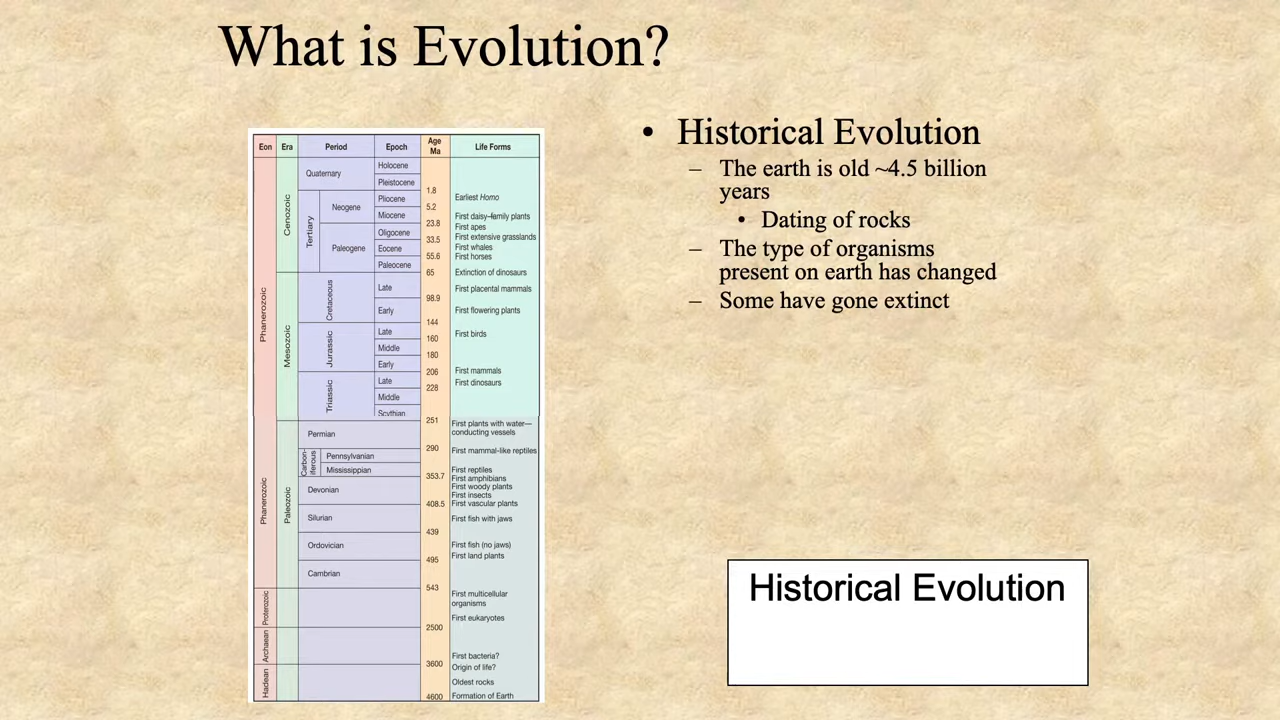 What is Evolution?
Eon Era Period Epoch Age Ma Life Forms
Phanerozoic
Cenozoic
Quaternary
Holocene
Pleistocene
1.8
Tertiary
Neogene
Pliocene
Earliest Homo
5.2
Miocene
First daisy-family plants
23.8
First apes
Paleogene
Oligocene
First extensive grasslands
33.5
Eocene
First whales
55.6
First horses
Paleocene
65
Extinction of dinosaurs
Mesozoic
Cretaceous
Late
First placental mammals
98.9
Early
First flowering plants
144
Jurassic
Late
First birds
160
Middle
180
Early
206
First mammals
Triassic
Late
First dinosaurs
228
Middle
Scythian
251
Phanerozoic
Paleozoic
Permian
First plants with water—
conducting vessels
290
First mammal-like reptiles
Carbon-
iferous
Pennsylvanian
Mississippian
First reptiles
353.7
First amphibians
Devonian
First woody plants
First insects
408.5
First vascular plants
Silurian
First fish with jaws
439
Ordovician
First fish (no jaws)
495
First land plants
Cambrian
543
Proterozoic
First multicellular
organisms
First eukaryotes
2500
Archaean
First bacteria?
3600
Origin of life?
Hadean
Oldest rocks
4600
Formation of Earth
• Historical Evolution
– The earth is old ~4.5 billion
years
• Dating of rocks
– The type of organisms
present on earth has changed
– Some have gone extinct
Historical Evolution